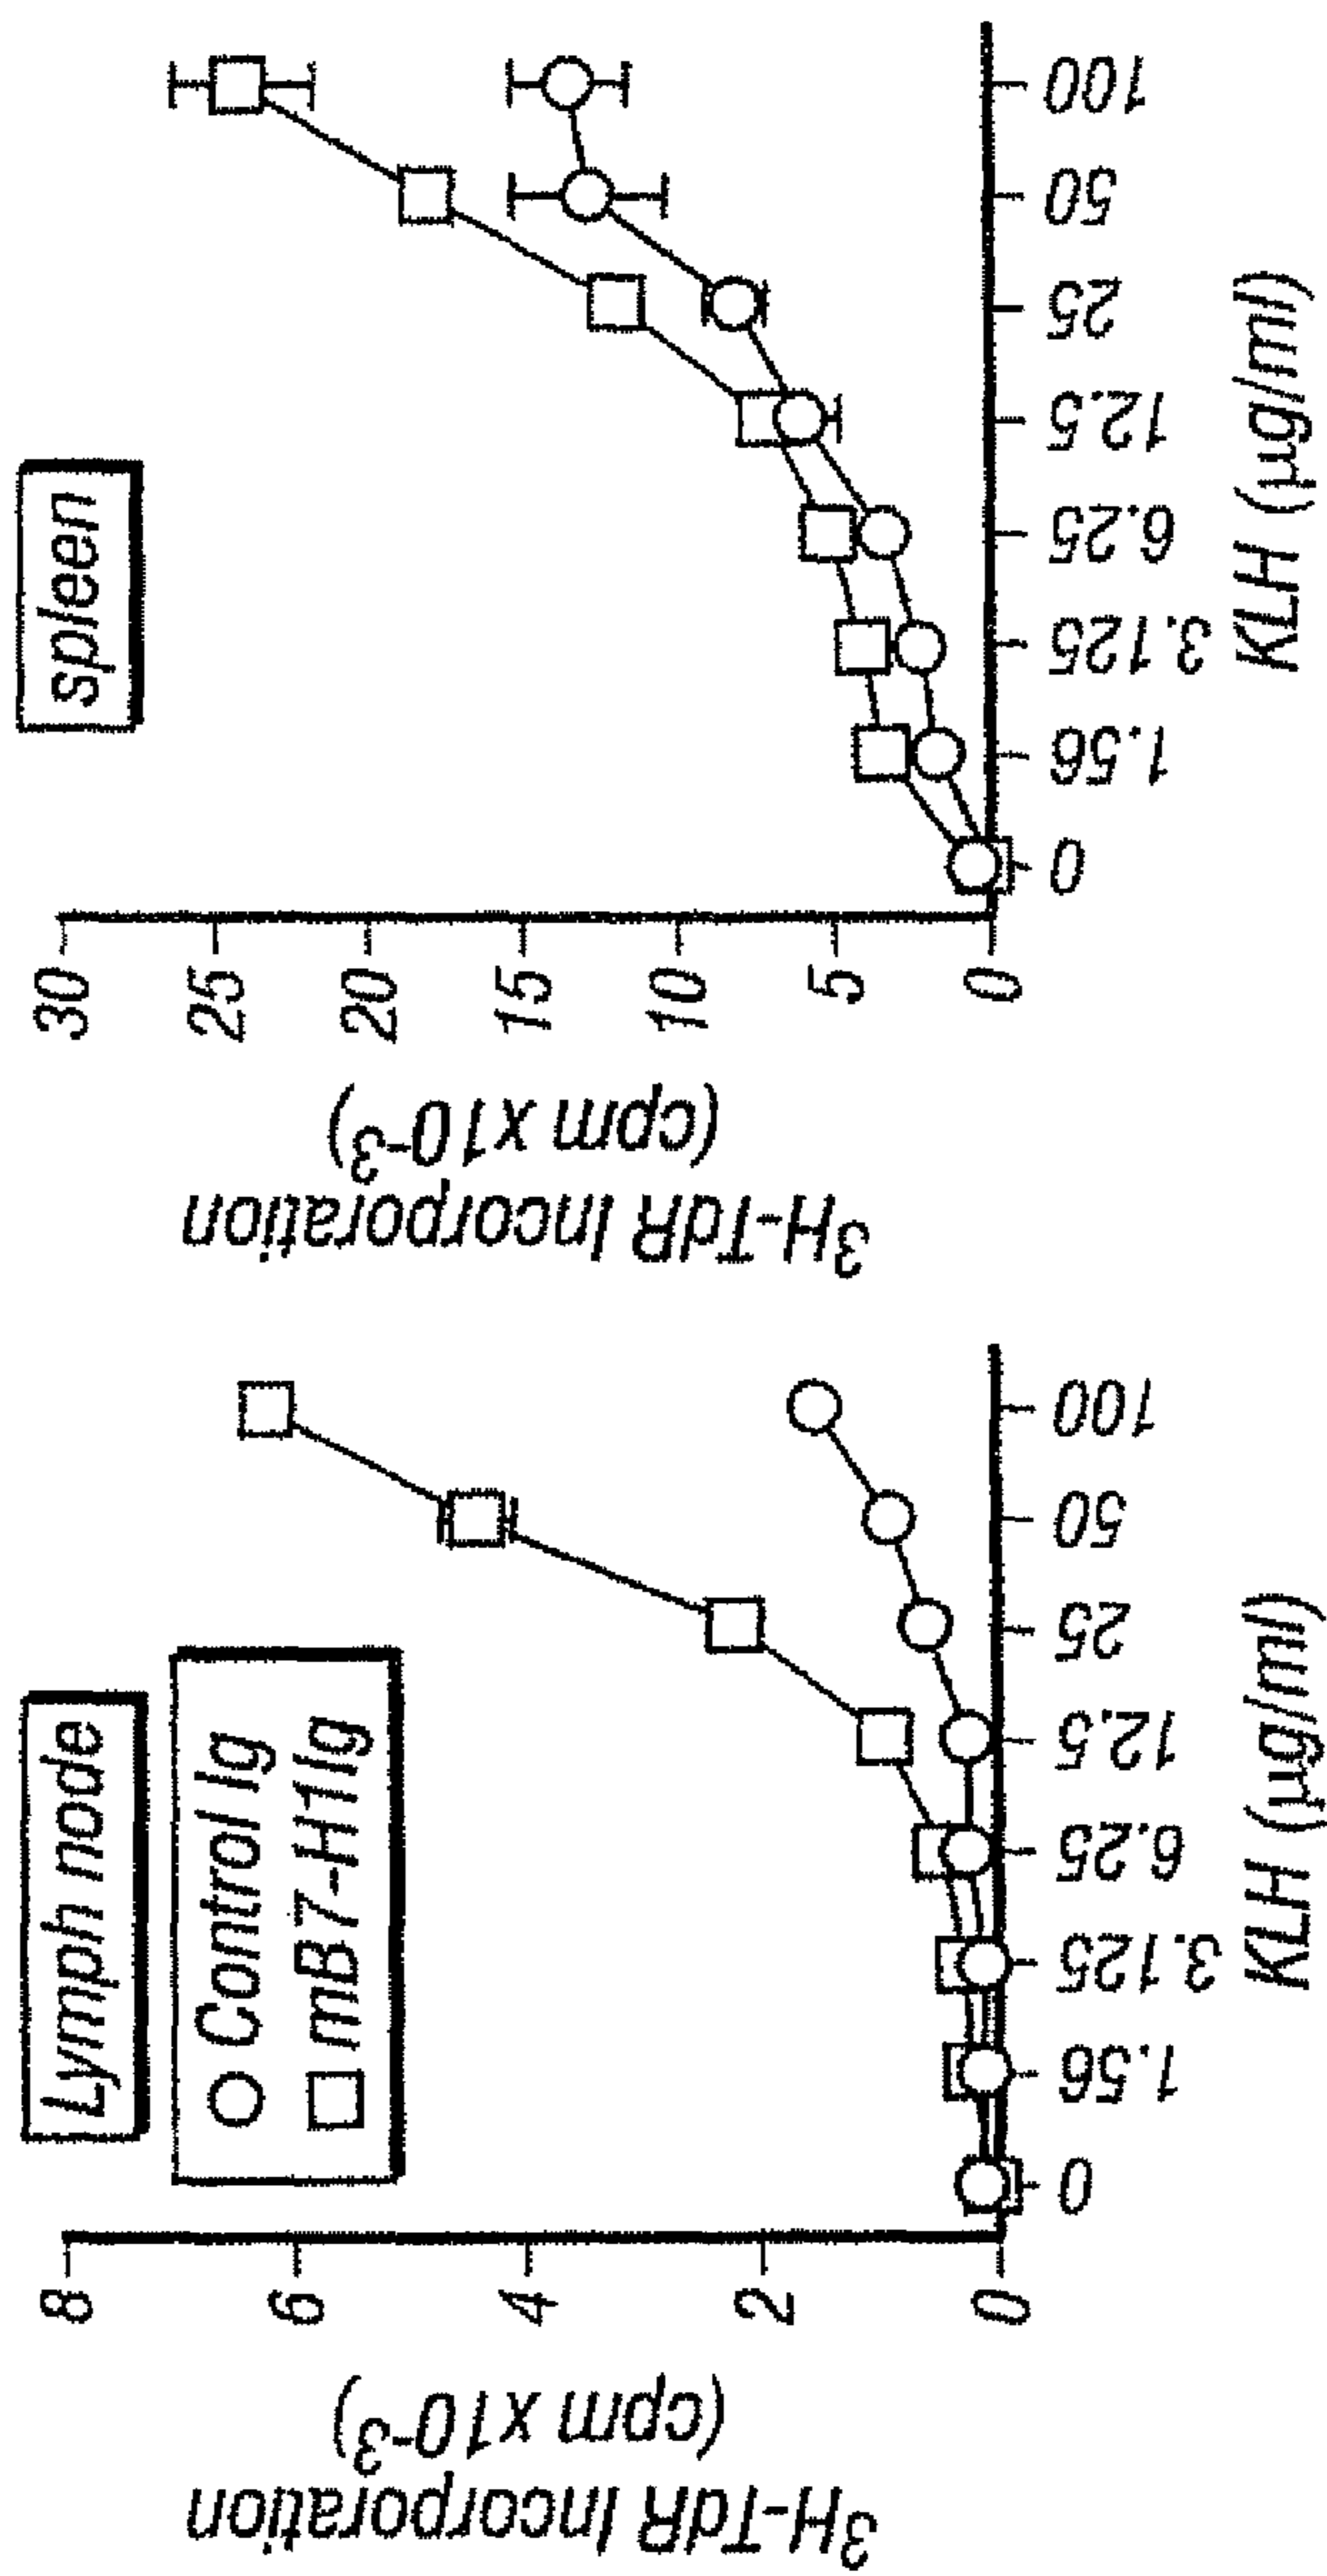 Lymph node
Control Ig
mB7-H1Ig
3H-TdR Incorporation
(cpm x10-3)
8
6
4
2
0
0
1.56
3.125
6.25
12.5
25
50
100
KLH (µg/ml)
spleen
3H-TdR Incorporation
(cpm x10-3)
30
25
20
15
10
5
0
0
1.56
3.125
6.25
12.5
25
50
100
KLH (µg/ml)